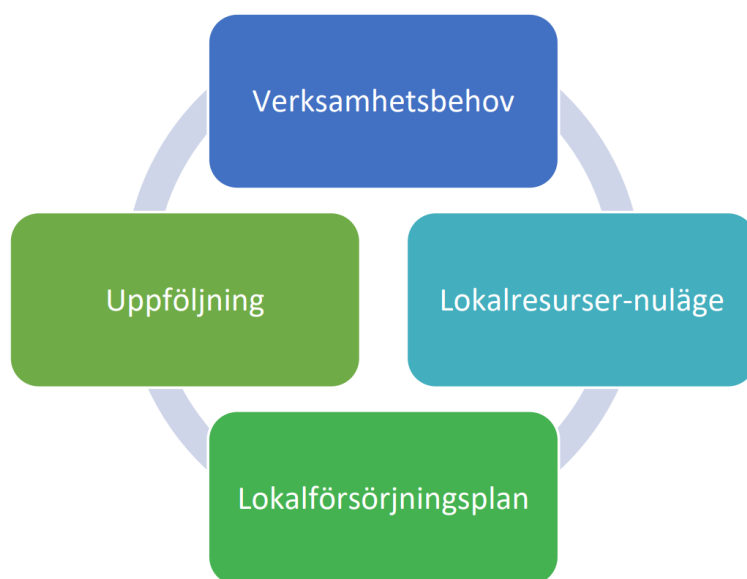 Verksamhetsbehov
Uppföljning
Lokalresurser-nuläge
Lokalförsörjningsplan